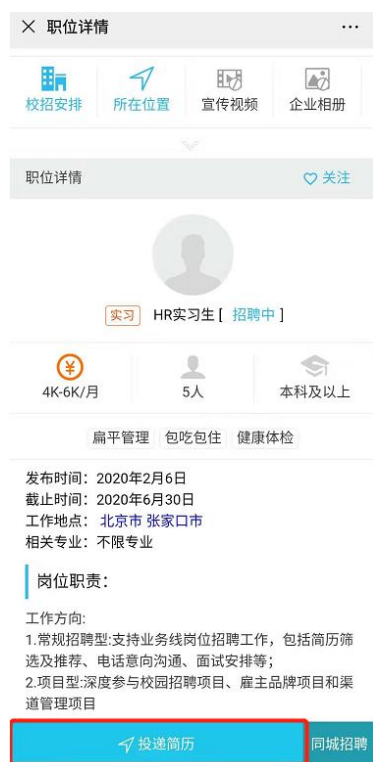 × 职位详情 ···
校招安排 所在位置 宣传视频 企业相册
职位详情 关注
实习 HR实习生 [ 招聘中 ]
4K-6K/月 5人 本科及以上
扁平管理 包吃包住 健康体检
发布时间：2020年2月6日
截止时间：2020年6月30日
工作地点： 北京市 张家口市
相关专业：不限专业
岗位职责：
工作方向:
1.常规招聘型:支持业务线岗位招聘工作，包括简历筛
选及推荐、电话意向沟通、面试安排等；
2.项目型:深度参与校园招聘项目、雇主品牌项目和渠
道管理项目
投递简历 同城招聘